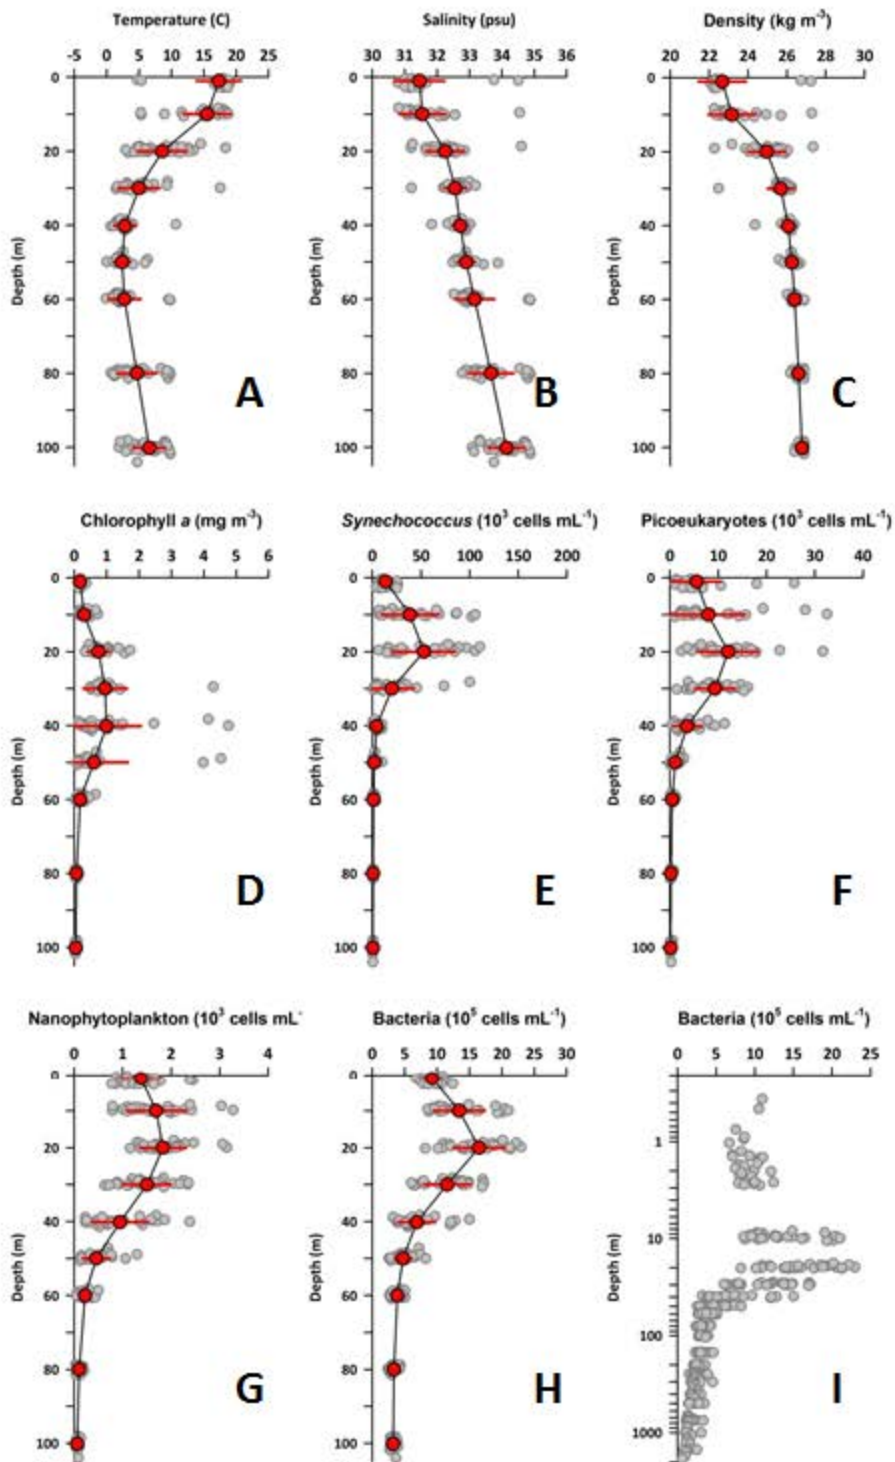 Temperature (C)
-5 0 5 10 15 20 25
0
20
40
60
80
100
Depth (m)
A
Salinity (psu)
30 31 32 33 34 35 36
0
20
40
60
80
100
Depth (m)
B
Density (kg m⁻³)
20 22 24 26 28 30
0
20
40
60
80
100
Depth (m)
C
Chlorophyll a (mg m⁻³)
0 1 2 3 4 5 6
0
20
40
60
80
100
Depth (m)
D
Synechococcus (10³ cells mL⁻¹)
0 50 100 150 200
0
20
40
60
80
100
Depth (m)
E
Picoeukaryotes (10³ cells mL⁻¹)
0 10 20 30 40
0
20
40
60
80
100
Depth (m)
F
Nanophytoplankton (10³ cells mL⁻
0 1 2 3 4
0
20
40
60
80
100
Depth (m)
G
Bacteria (10⁵ cells mL⁻¹)
0 5 10 15 20 25 30
0
20
40
60
80
100
Depth (m)
H
Bacteria (10⁵ cells mL⁻¹)
0 5 10 15 20 25
1
10
100
1000
Depth (m)
I